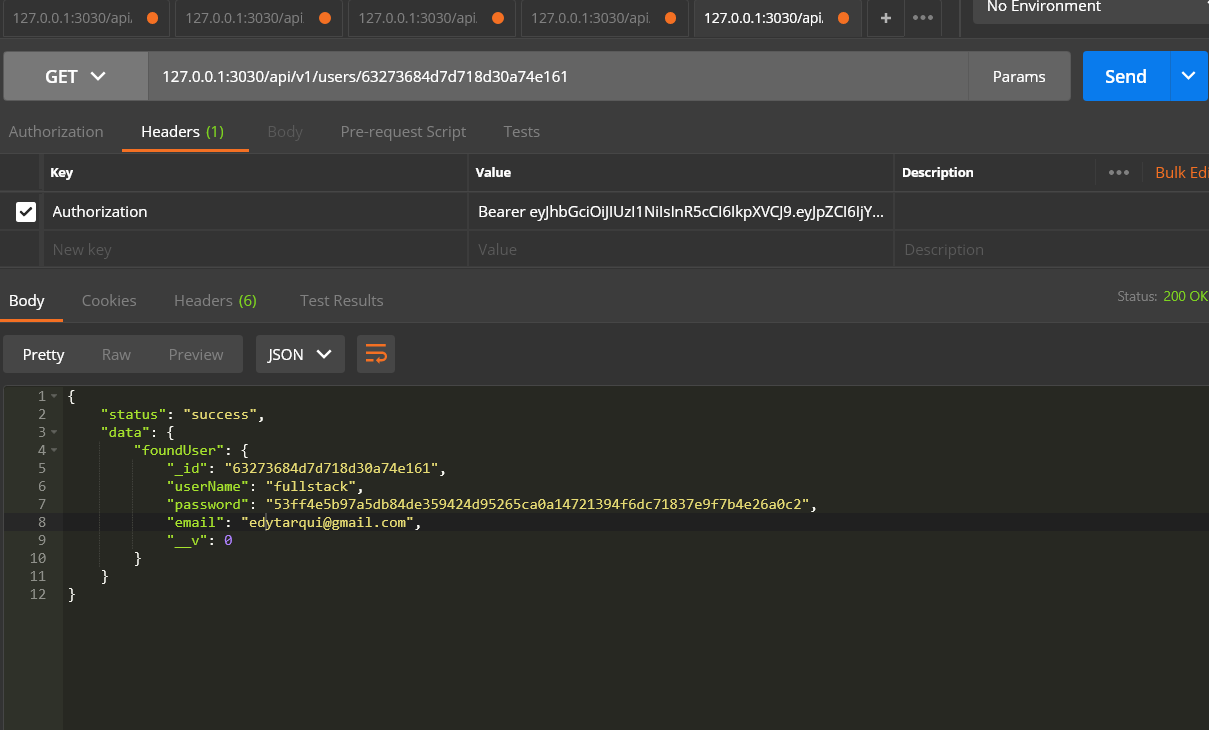 127.0.0.1:3030/api. 127.0.0.1:3030/api. 127.0.0.1:3030/api. 127.0.0.1:3030/api. 127.0.0.1:3030/api. + ••• No Environment
GET 127.0.0.1:3030/api/v1/users/63273684d7d718d30a74e161 Params Send
Authorization Headers (1) Body Pre-request Script Tests
Key Value Description ••• Bulk Edi
Authorization Bearer eyJhbGciOiJIUzI1NiIsInR5cCI6IkpXVCJ9.eyJpZCI6IjY...
New key Value Description
Body Cookies Headers (6) Test Results Status: 200 OK
Pretty Raw Preview JSON
1 {
2 "status": "success",
3 "data": {
4 "foundUser": {
5 "_id": "63273684d7d718d30a74e161",
6 "userName": "fullstack",
7 "password": "53ff4e5b97a5db84de359424d95265ca0a14721394f6dc71837e9f7b4e26a0c2",
8 "email": "edytarqui@gmail.com",
9 "__v": 0
10 }
11 }
12 }